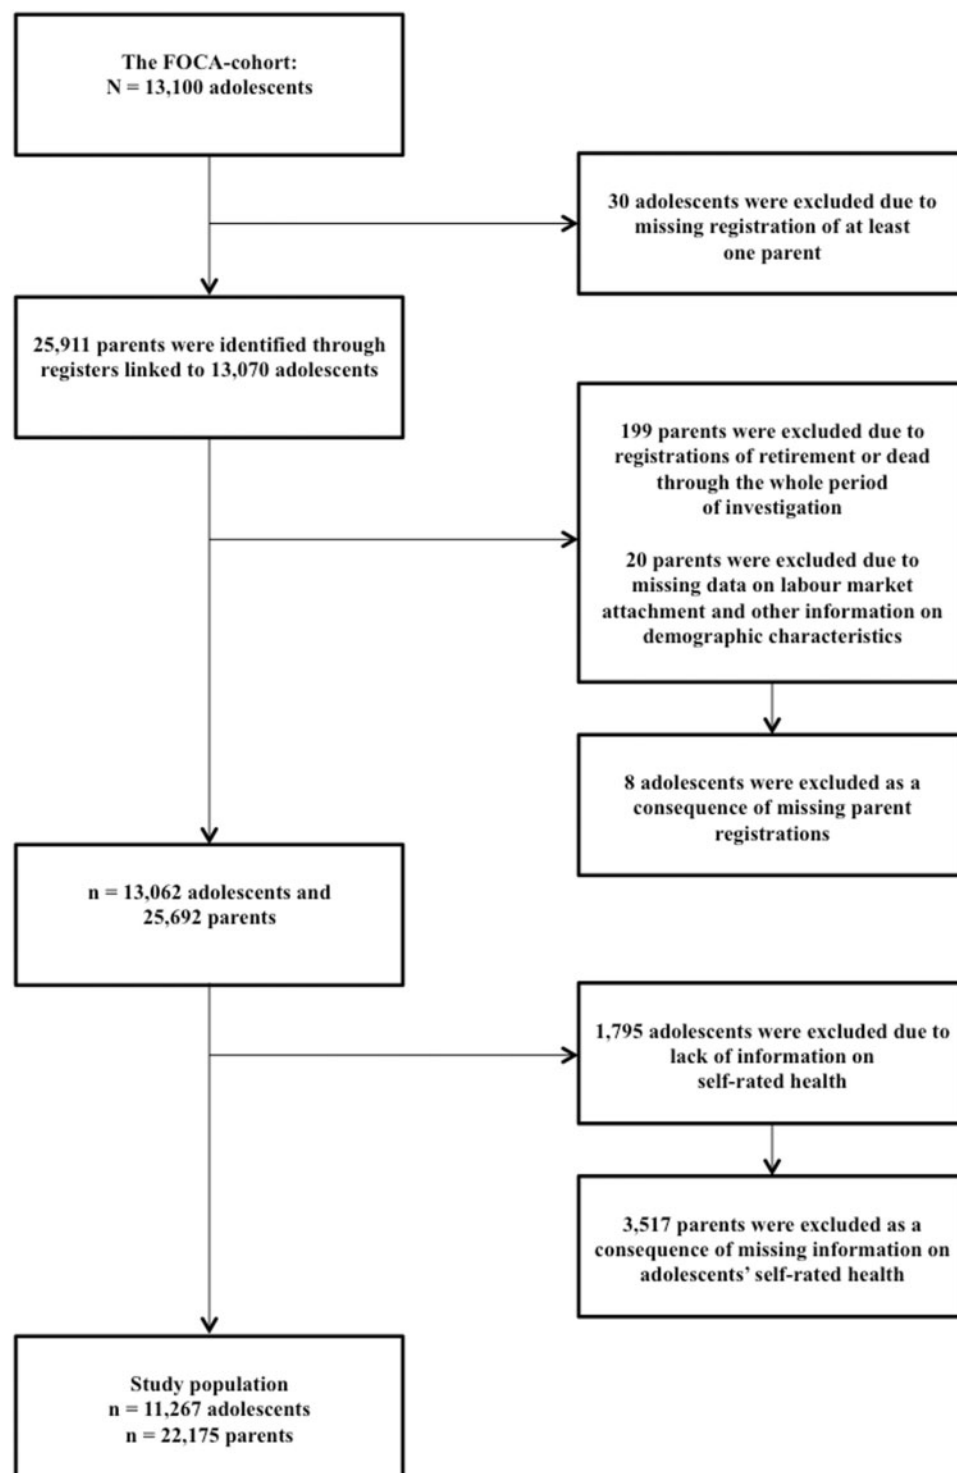 The FOCA-cohort:
N = 13,100 adolescents
30 adolescents were excluded due to
missing registration of at least
one parent
25,911 parents were identified through
registers linked to 13,070 adolescents
199 parents were excluded due to
registrations of retirement or dead
through the whole period
of investigation
20 parents were excluded due to
missing data on labour market
attachment and other information on
demographic characteristics
8 adolescents were excluded as a
consequence of missing parent
registrations
n = 13,062 adolescents and
25,692 parents
1,795 adolescents were excluded due to
lack of information on
self-rated health
3,517 parents were excluded as a
consequence of missing information on
adolescents’ self-rated health
Study population
n = 11,267 adolescents
n = 22,175 parents